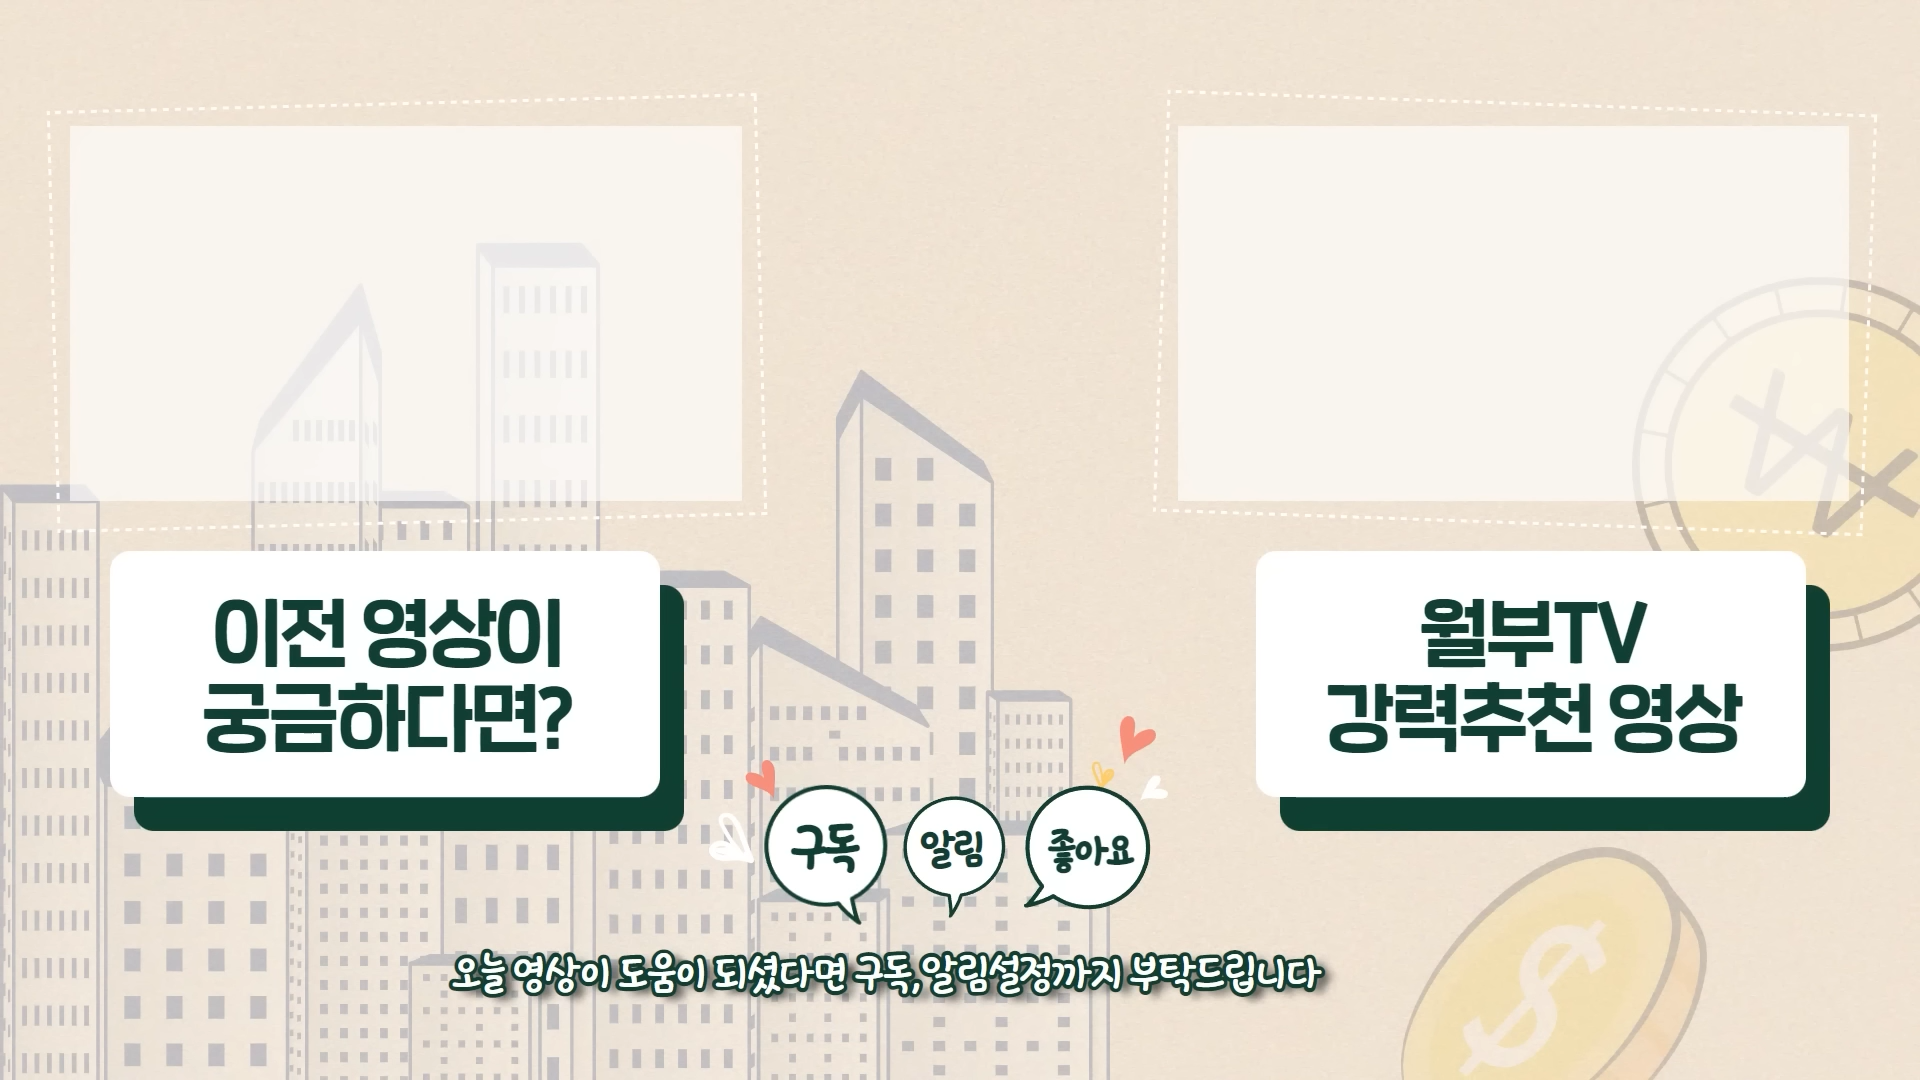 이전 영상이
궁금하다면?
월부TV
강력추천 영상
구독
알림
좋아요
오늘 영상이 도움이 되셨다면 구독,알림설정까지 부탁드립니다